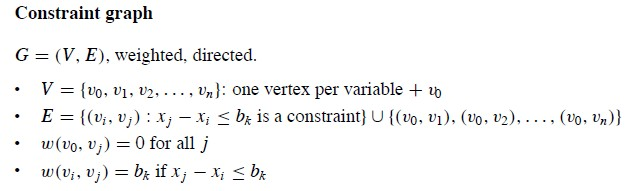 Constraint graph
G = (V, E), weighted, directed.
• V = {v₀, v₁, v₂, . . . , vₙ}: one vertex per variable + v₀
• E = {(vᵢ, vⱼ) : xⱼ − xᵢ ≤ bₖ is a constraint} ∪ {(v₀, v₁), (v₀, v₂), . . . , (v₀, vₙ)}
• w(v₀, vⱼ) = 0 for all j
• w(vᵢ, vⱼ) = bₖ if xⱼ − xᵢ ≤ bₖ